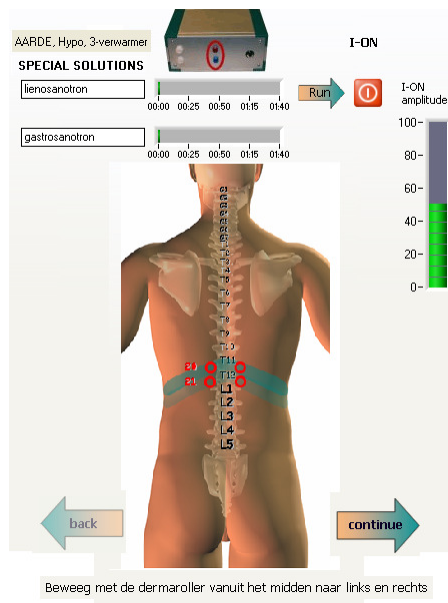 AARDE, Hypo, 3-verwarmer
I-ON
SPECIAL SOLUTIONS
lienosanotron
00:00 00:25 00:50 01:15 01:40
Run
I-ON
amplitude
gastrosanotron
00:00 00:25 00:50 01:15 01:40
100
80
60
40
20
0
T11
T12
L1
L2
L3
L4
L5
back
continue
Beweeg met de dermaroller vanuit het midden naar links en rechts